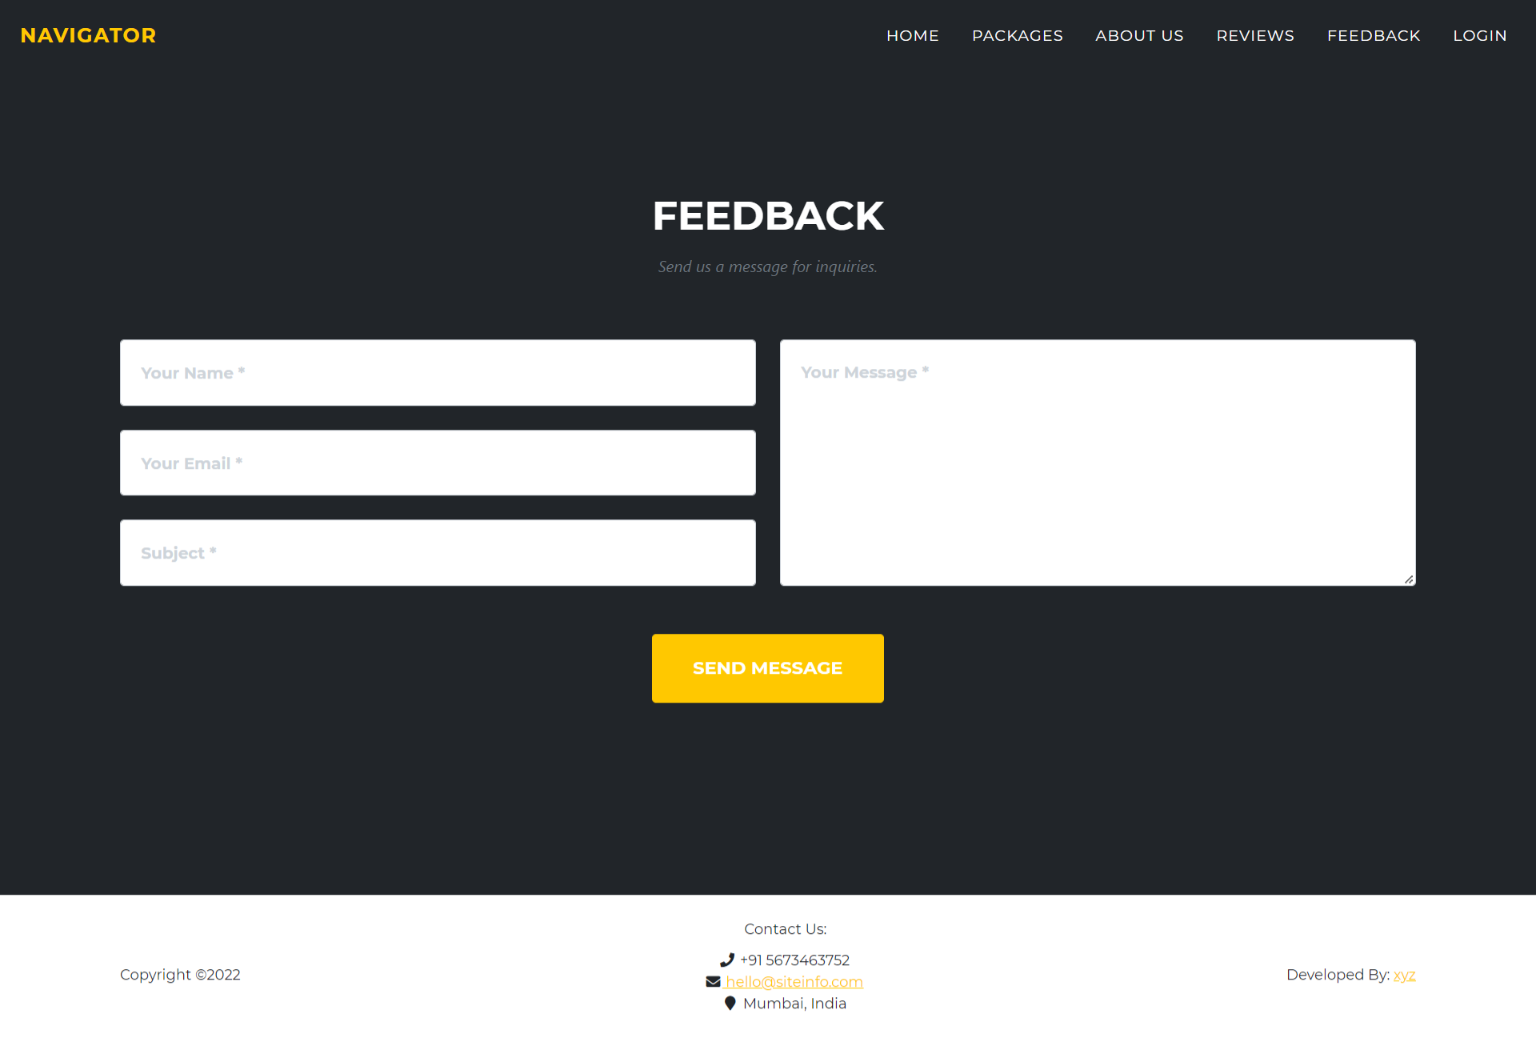 NAVIGATOR
HOME PACKAGES ABOUT US REVIEWS FEEDBACK LOGIN
FEEDBACK
Send us a message for inquiries.
Your Name *
Your Email *
Subject *
Your Message *
SEND MESSAGE
Copyright ©2022
Contact Us:
+91 5673463752
hello@siteinfo.com
Mumbai, India
Developed By: xyz